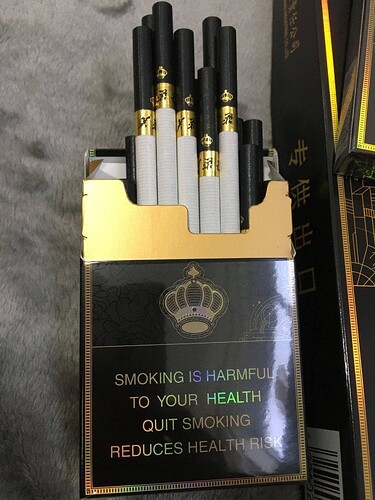 SMOKING IS HARMFUL
TO YOUR HEALTH
QUIT SMOKING
REDUCES HEALTH RISK
专供出口